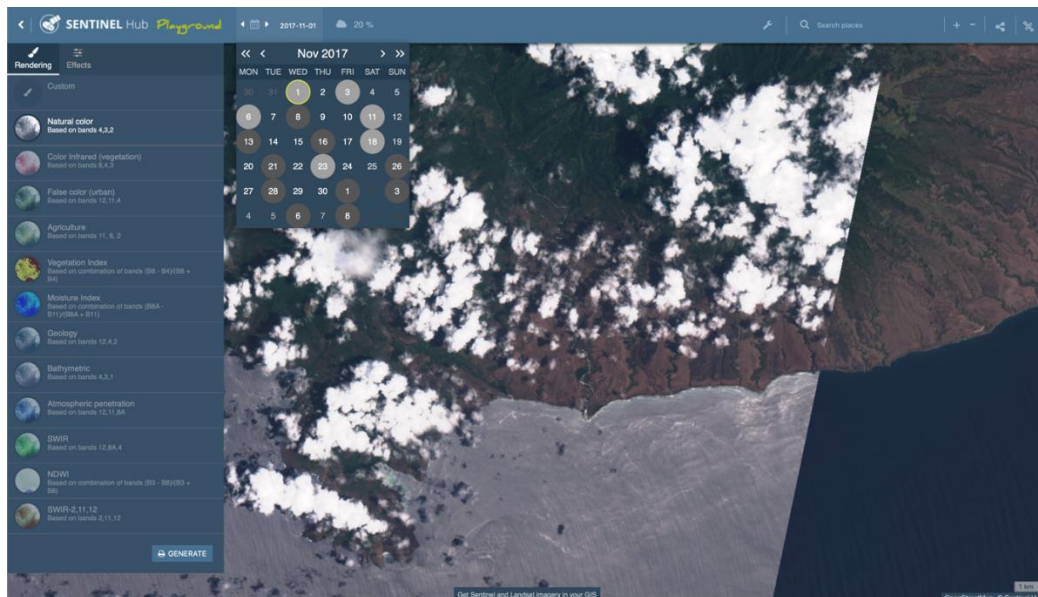 SENTINEL Hub Playground
2017-11-01
20 %
Search places
Rendering
Effects
Nov 2017
MON TUE WED THU FRI SAT SUN
30 31 1 2 3 4 5
6 7 8 9 10 11 12
13 14 15 16 17 18 19
20 21 22 23 24 25 26
27 28 29 30 1 3
4 5 6 7 8
Custom
Natural color
Based on bands 4,3,2
Color Infrared (vegetation)
Based on bands 8,4,3
False color (urban)
Based on bands 12,11,4
Agriculture
Based on bands 11, 8, 2
Vegetation Index
Based on combination of bands (B8 - B4)/(B8 +
B4)
Moisture Index
Based on combination of bands (B8A -
B11)/(B8A + B11)
Geology
Based on bands 12,4,2
Bathymetric
Based on bands 4,3,1
Atmospheric penetration
Based on bands 12,11,8A
SWIR
Based on bands 12,8A,4
NDWI
Based on combination of bands (B3 - B8)/(B3 +
B8)
SWIR-2,11,12
Based on bands 2,11,12
GENERATE
Get Sentinel and Landsat imagery in your GIS
1 km